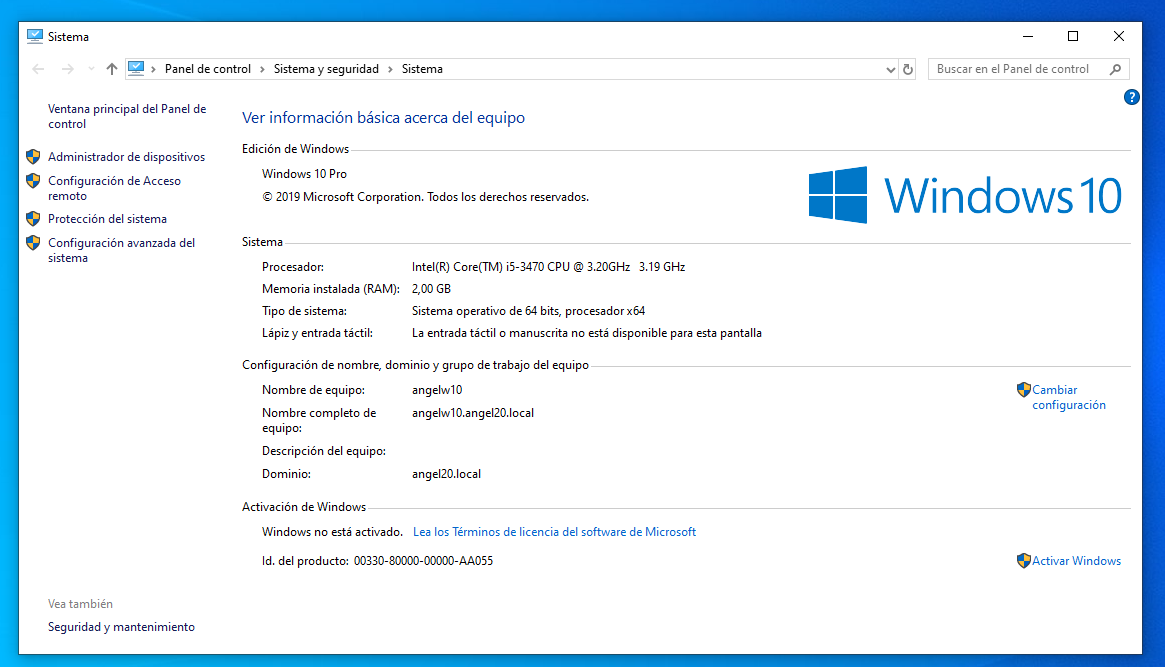 Sistema
Panel de control > Sistema y seguridad > Sistema
Buscar en el Panel de control
Ventana principal del Panel de
control
Administrador de dispositivos
Configuración de Acceso
remoto
Protección del sistema
Configuración avanzada del
sistema
Ver información básica acerca del equipo
Edición de Windows
Windows 10 Pro
© 2019 Microsoft Corporation. Todos los derechos reservados.
Windows 10
Sistema
Procesador: Intel(R) Core(TM) i5-3470 CPU @ 3.20GHz 3.19 GHz
Memoria instalada (RAM): 2,00 GB
Tipo de sistema: Sistema operativo de 64 bits, procesador x64
Lápiz y entrada táctil: La entrada táctil o manuscrita no está disponible para esta pantalla
Configuración de nombre, dominio y grupo de trabajo del equipo
Nombre de equipo: angelw10
Cambiar
configuración
Nombre completo de angelw10.angel20.local
equipo:
Descripción del equipo:
Dominio: angel20.local
Activación de Windows
Windows no está activado. Lea los Términos de licencia del software de Microsoft
Id. del producto: 00330-80000-00000-AA055
Activar Windows
Vea también
Seguridad y mantenimiento